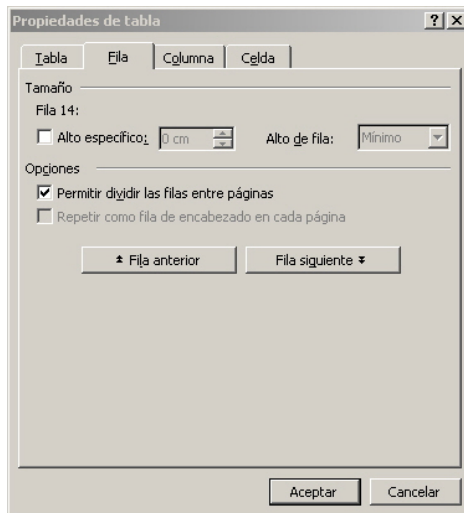 Propiedades de tabla
Tabla Fila Columna Celda
Tamaño
Fila 14:
Alto específico: 0 cm Alto de fila: Mínimo
Opciones
Permitir dividir las filas entre páginas
Repetir como fila de encabezado en cada página
Fila anterior Fila siguiente
Aceptar Cancelar